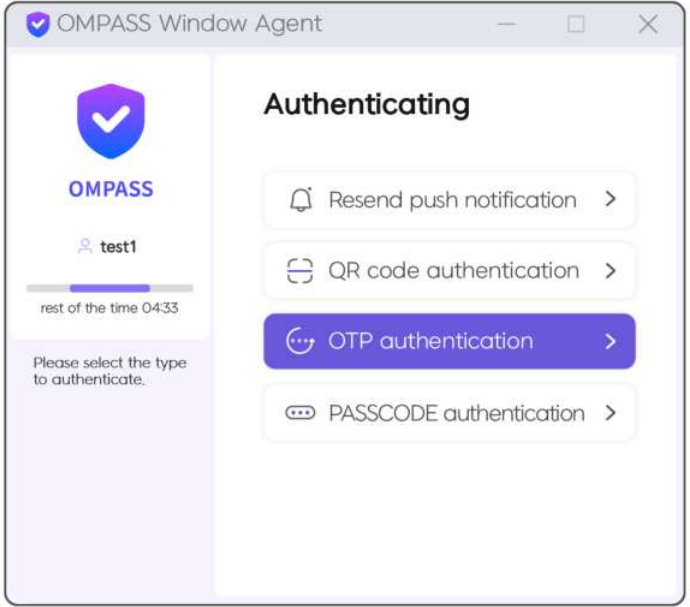 OMPASS Window Agent
OMPASS
test1
rest of the time 04:33
Please select the type
to authenticate.
Authenticating
Resend push notification
QR code authentication
OTP authentication
PASSCODE authentication